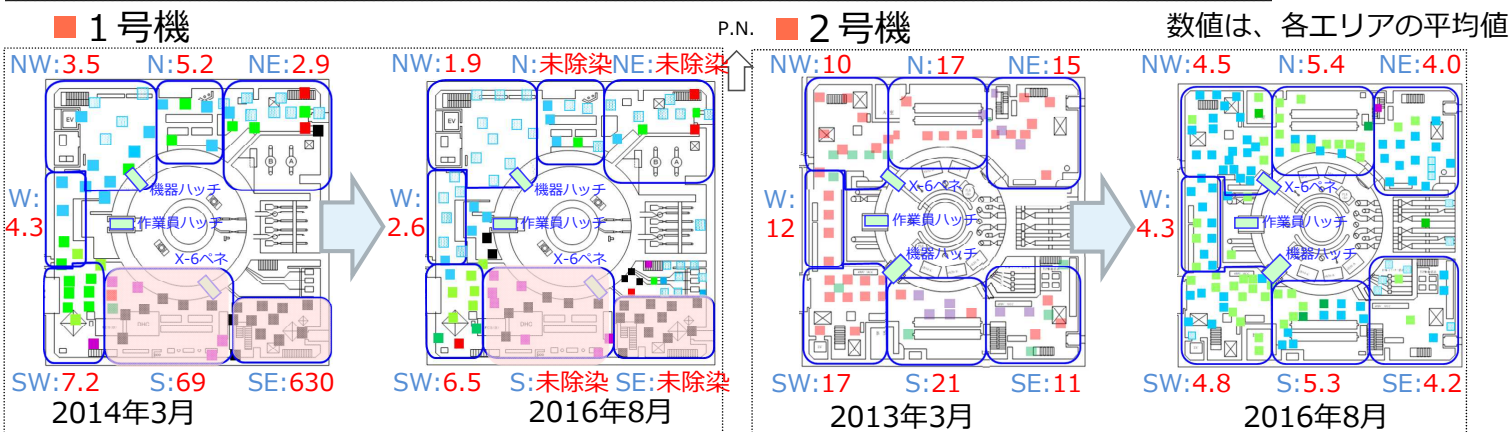 ■１号機
P.N.
■２号機
数値は、各エリアの平均値
NW:3.5 N:5.2 NE:2.9
NW:1.9 N:未除染 NE:未除染
NW:10 N:17 NE:15
NW:4.5 N:5.4 NE:4.0
EV
B A
機器ハッチ
作業員ハッチ
X-6ペネ
DHC
W:
4.3
EV
B A
機器ハッチ
作業員ハッチ
X-6ペネ
DHC
W:
2.6
X-6ペネ
作業員ハッチ
機器ハッチ
W:
12
X-6ペネ
作業員ハッチ
機器ハッチ
W:
4.3
SW:7.2 S:69 SE:630
SW:6.5 S:未除染 SE:未除染
SW:17 S:21 SE:11
SW:4.8 S:5.3 SE:4.2
2014年3月
2016年8月
2013年3月
2016年8月